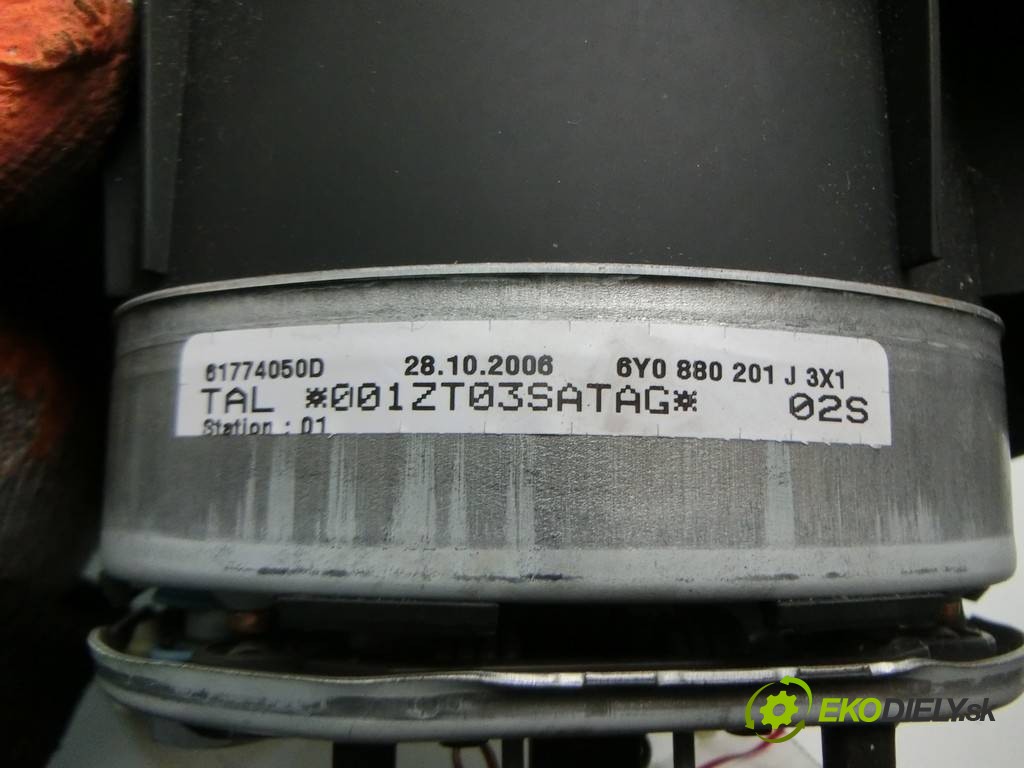 61774050D 28.10.2006 6Y0 880 201 J 3X1
TAL *001ZT03SATAG* 02S
Station : 01
EKODIELY.sk